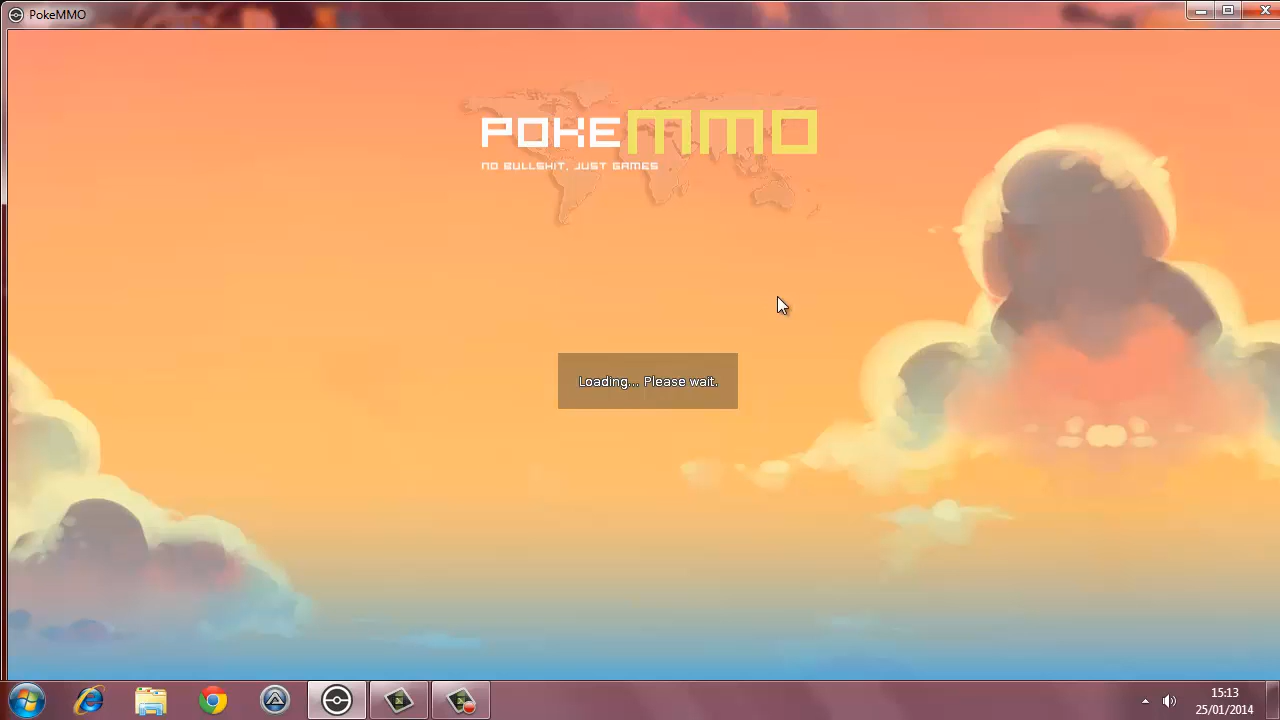 PokeMMO
POKEMMO
NO BULLSHIT, JUST GAMES
Loading... Please wait.
15:13
25/01/2014